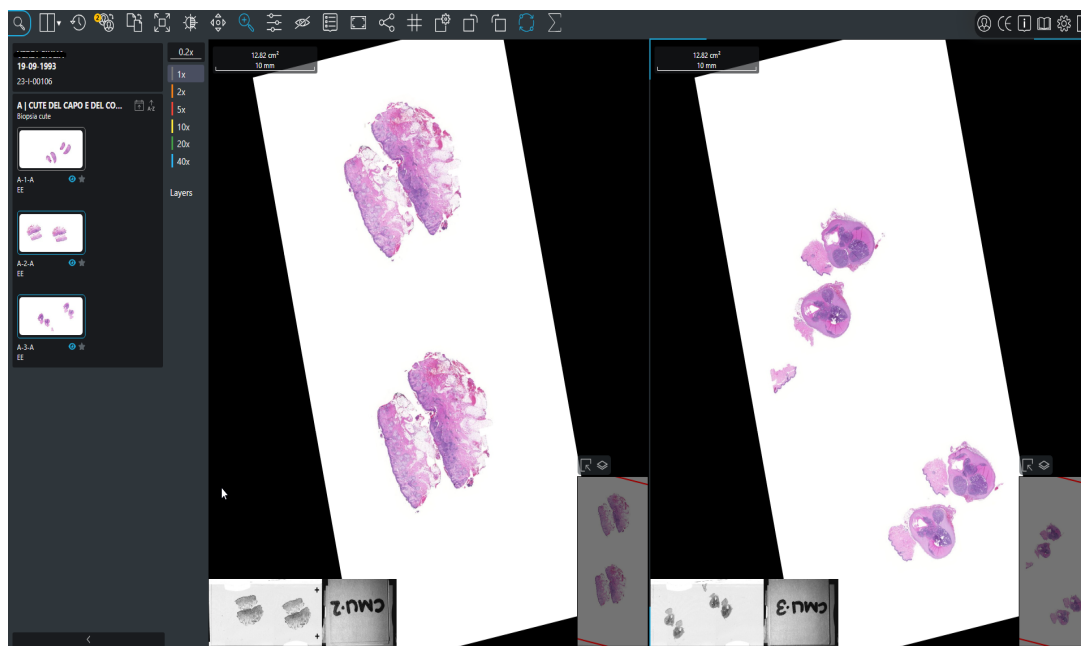 19-09-1993
23-I-00106
A | CUTE DEL CAPO E DEL CO...
Biopsia cute
A-1-A
EE
A-2-A
EE
A-3-A
EE
0.2x
1x
2x
5x
10x
20x
40x
Layers
12.82 cm²
10 mm
CMU-2
12.82 cm²
10 mm
CMU-3
2
CE
A-Z